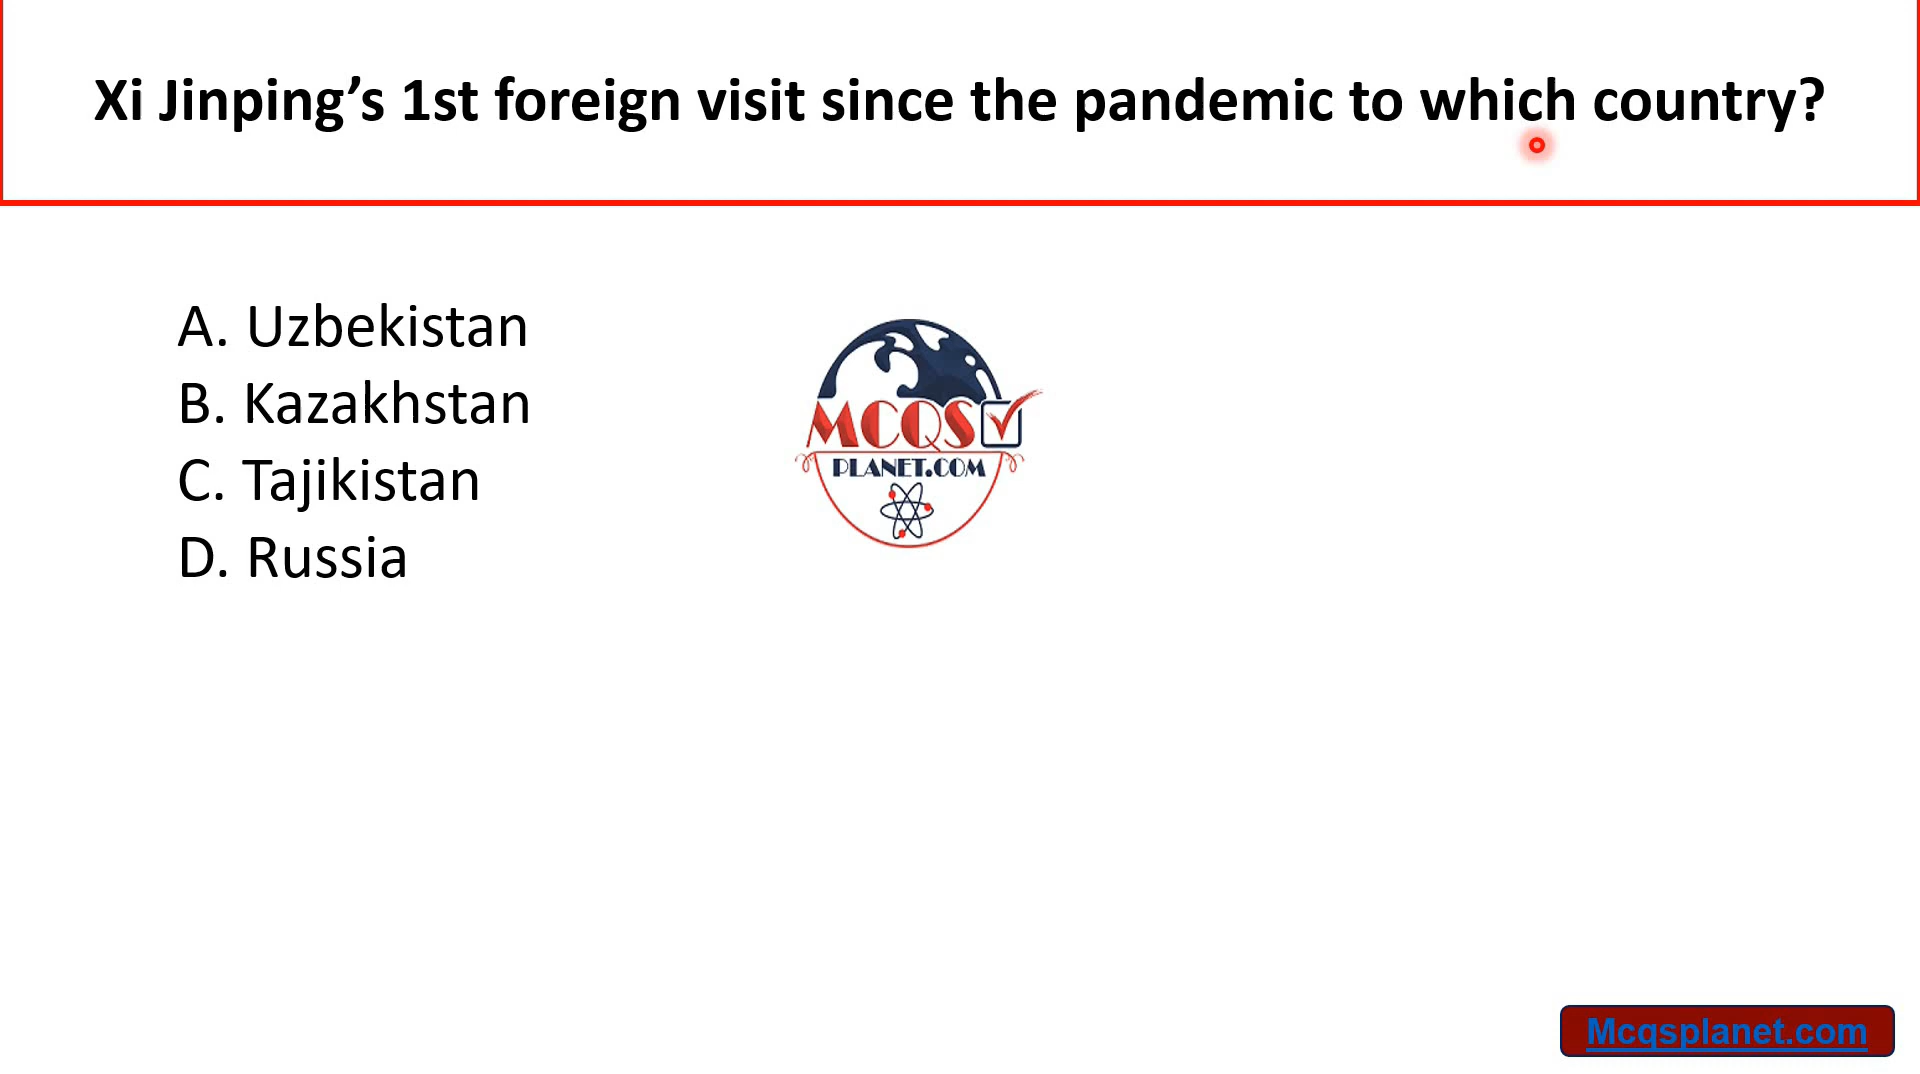 Xi Jinping’s 1st foreign visit since the pandemic to which country?
A. Uzbekistan
B. Kazakhstan
C. Tajikistan
D. Russia
MCQS
PLANET.COM
Mcqsplanet.com